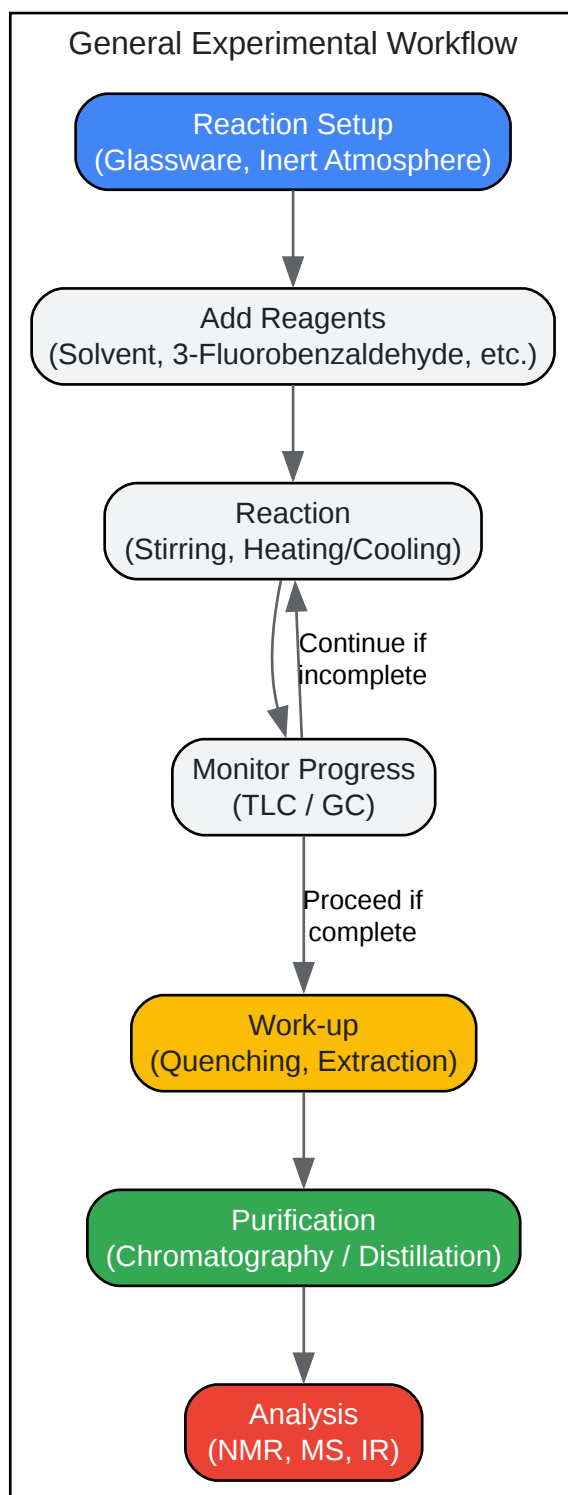 General Experimental Workflow
Reaction Setup
(Glassware, Inert Atmosphere)
Add Reagents
(Solvent, 3-Fluorobenzaldehyde, etc.)
Reaction
(Stirring, Heating/Cooling)
Continue if
incomplete
Monitor Progress
(TLC / GC)
Proceed if
complete
Work-up
(Quenching, Extraction)
Purification
(Chromatography / Distillation)
Analysis
(NMR, MS, IR)